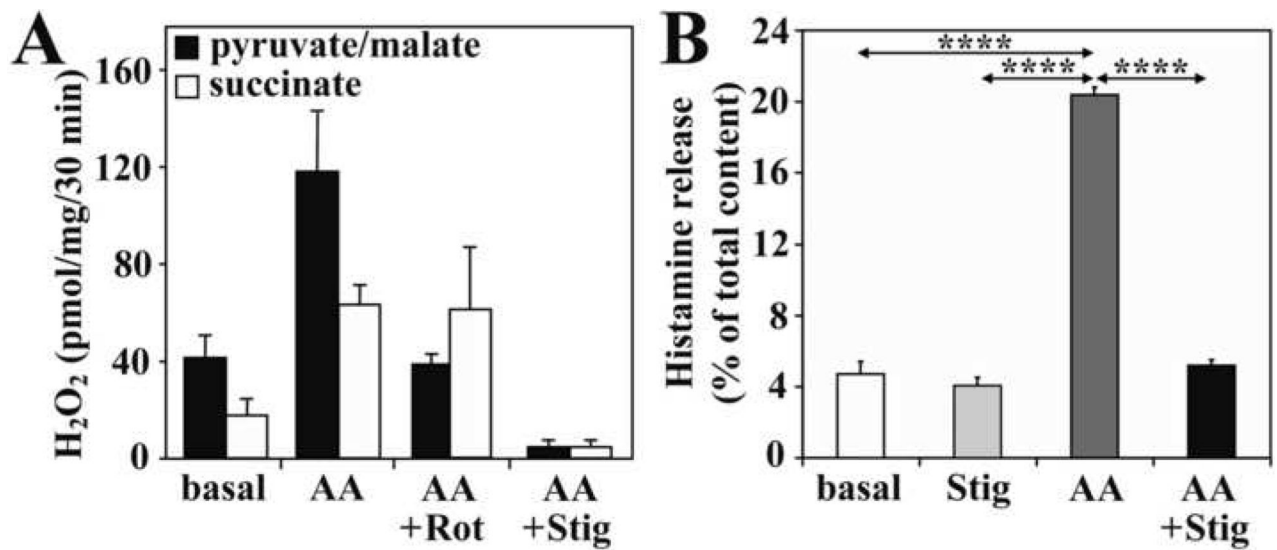 A
pyruvate/malate
succinate
H₂O₂ (pmol/mg/30 min)
160
120
80
40
0
basal
AA
AA
+Rot
AA
+Stig
B
Histamine release
(% of total content)
24
20
16
12
8
4
0
****
**** ****
basal
Stig
AA
AA
+Stig